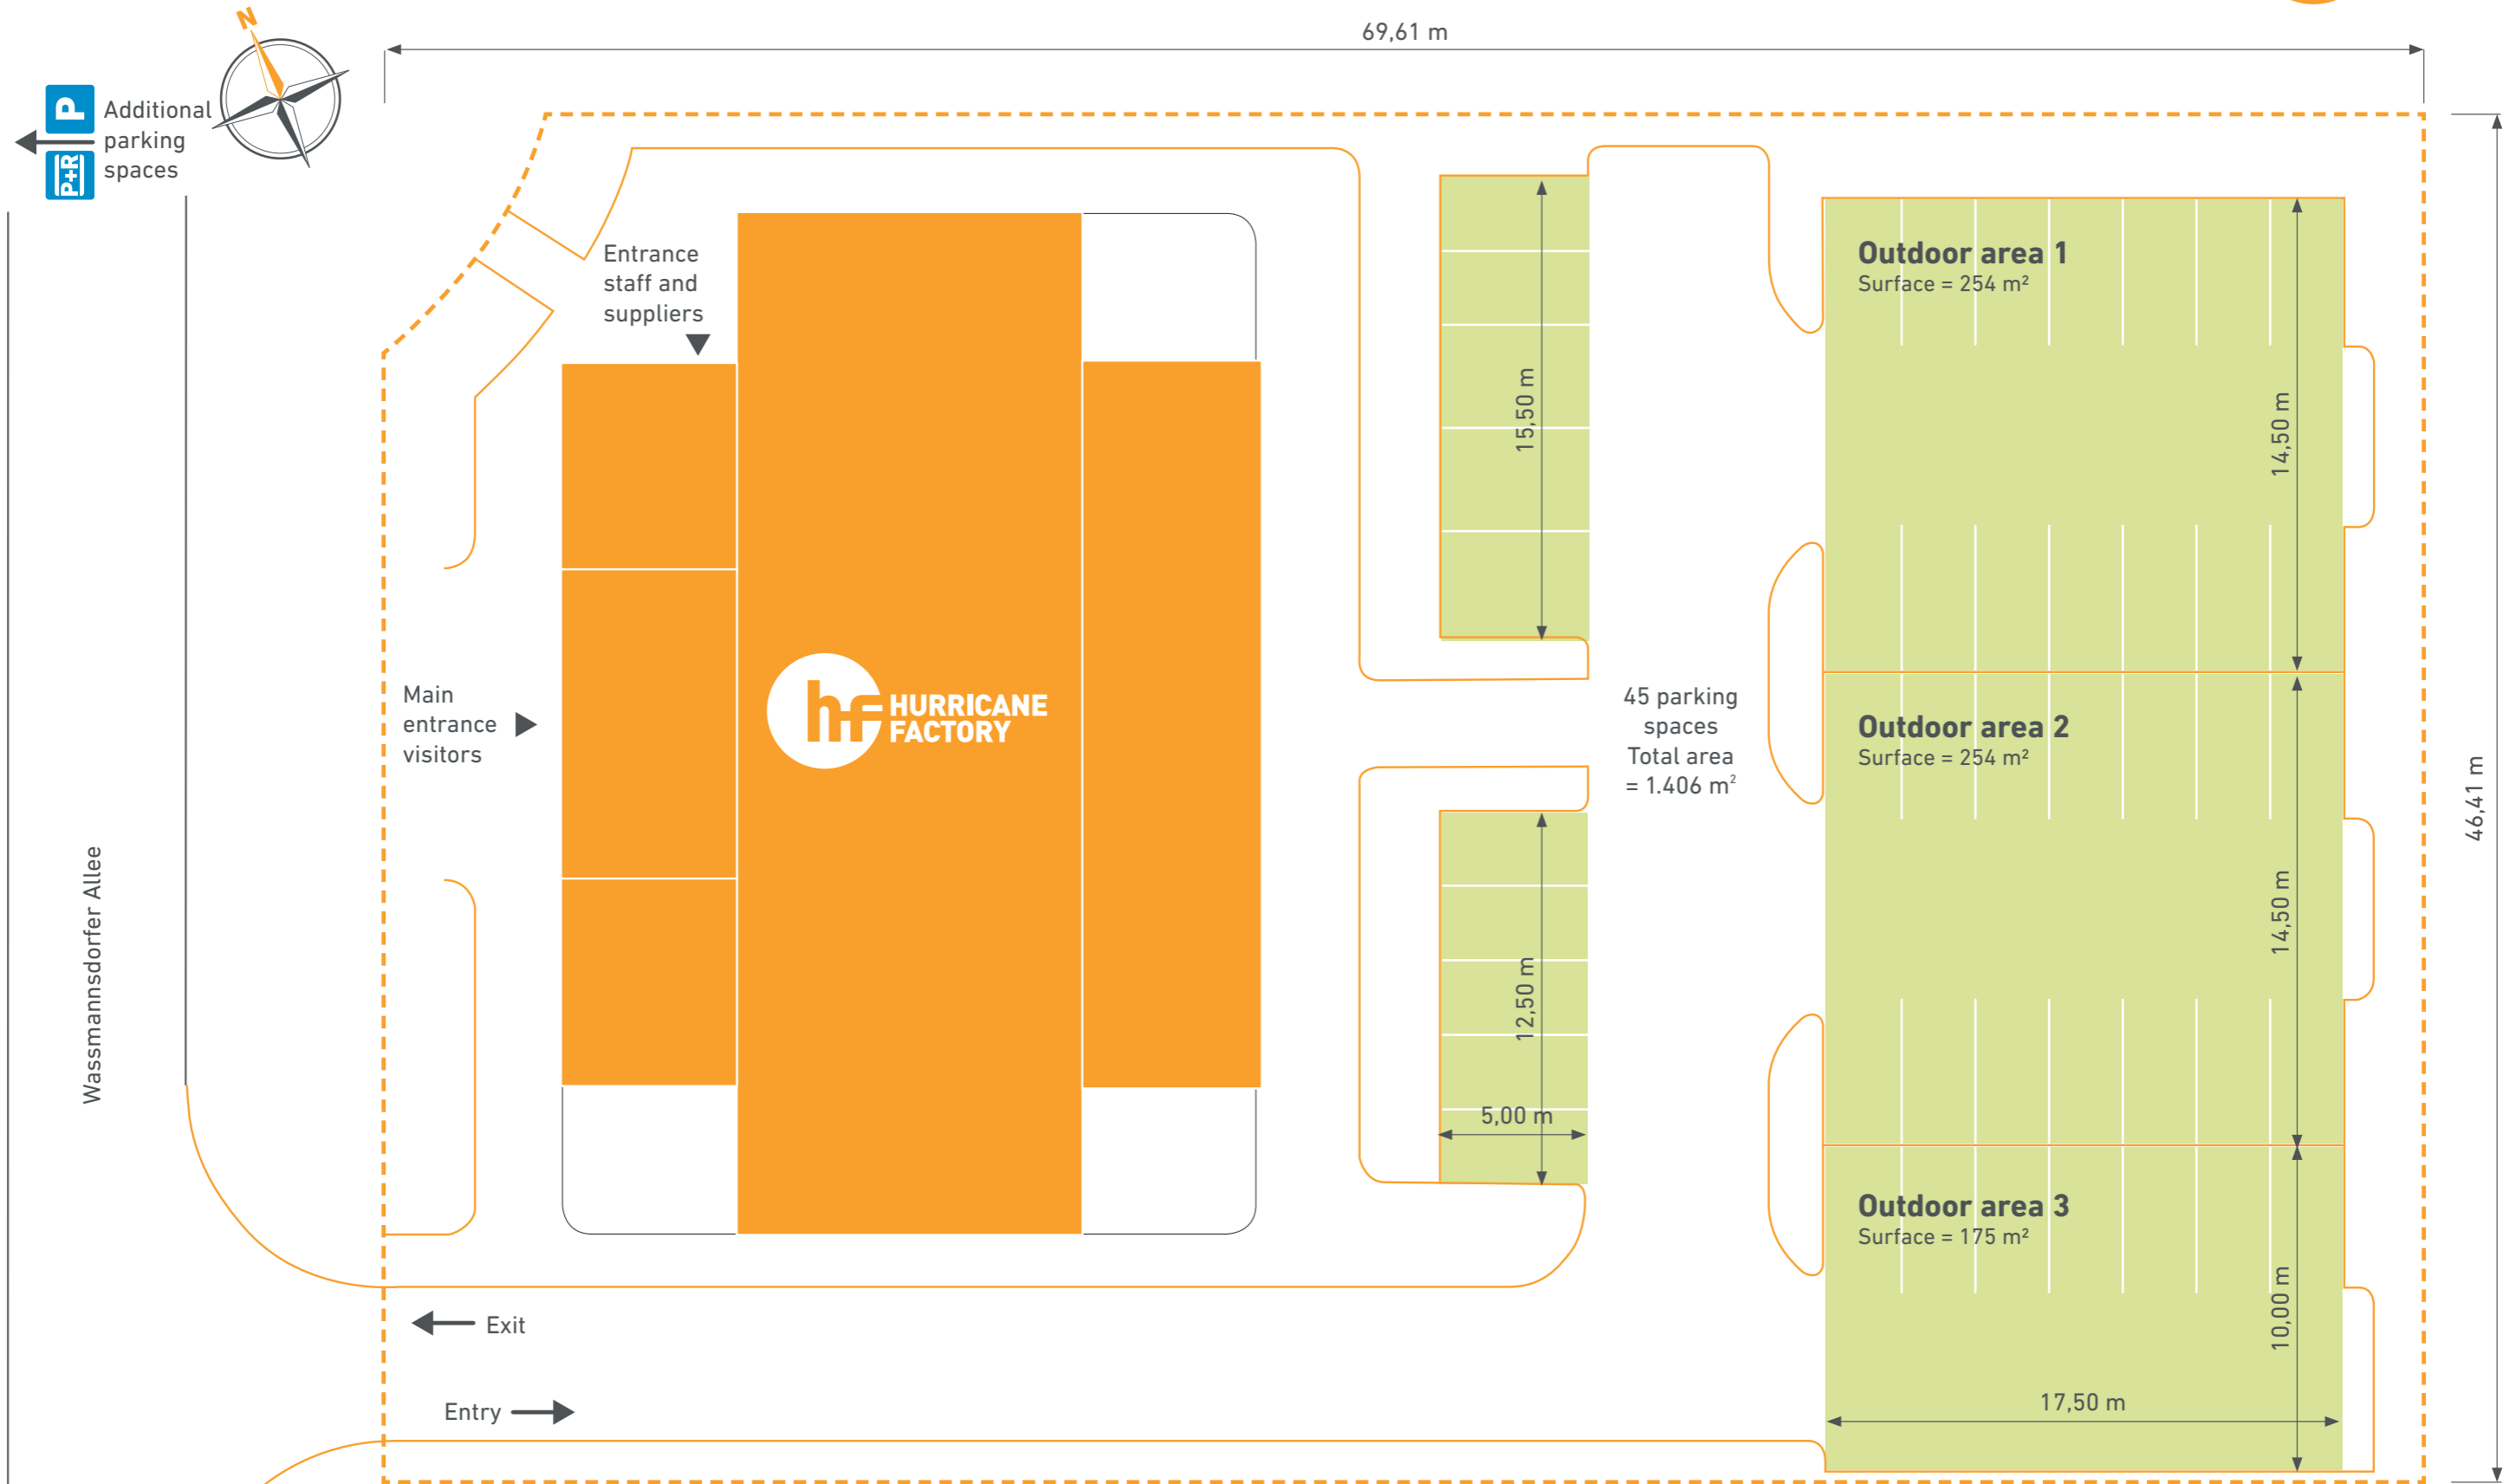 69,61 m
N
P
P+R
Additional
parking
spaces
Entrance
staff and
suppliers
Outdoor area 1
Surface = 254 m²
15,50 m
14,50 m
Main
entrance
visitors
hf HURRICANE
FACTORY
45 parking
spaces
Total area
= 1.406 m²
Outdoor area 2
Surface = 254 m²
46,41 m
Wassmannsdorfer Allee
12,50 m
14,50 m
5,00 m
Outdoor area 3
Surface = 175 m²
10,00 m
Exit
Entry
17,50 m